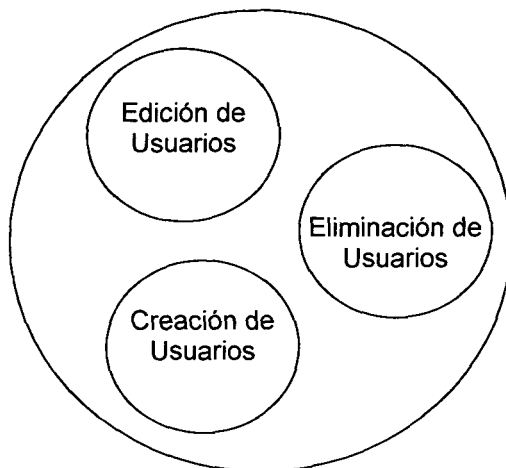 Edición de
Usuarios
Eliminación de
Usuarios
Creación de
Usuarios